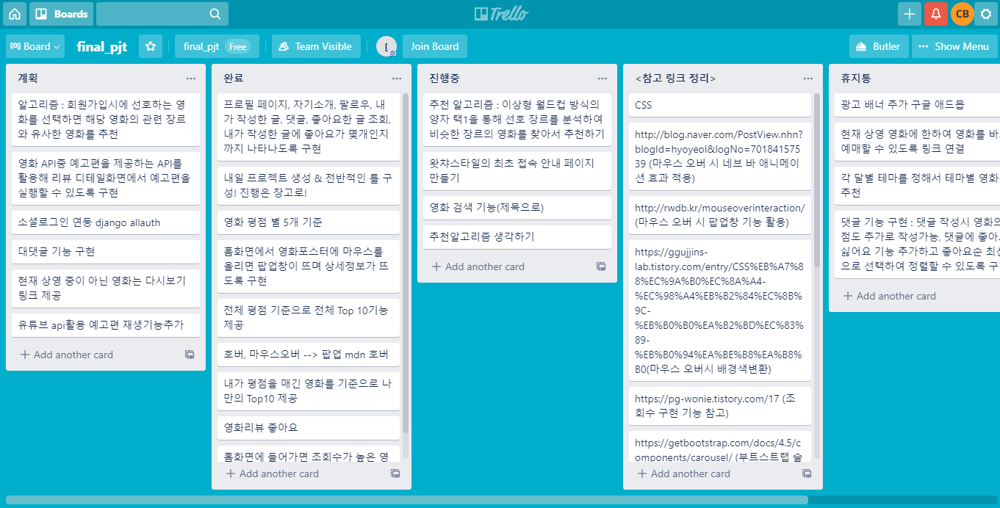 Boards
Trello
CB
Board
final_pjt
final_pjt Free
Team Visible
[
Join Board
Butler
Show Menu
계획
알고리즘 : 회원가입시에 선호하는 영
화를 선택하면 해당 영화의 관련 장르
와 유사한 영화를 추천
영화 API중 예고편을 제공하는 API를
활용해 리뷰 디테일화면에서 예고편을
실행할 수 있도록 구현
소셜로그인 연동 django allauth
대댓글 기능 구현
현재 상영 중이 아닌 영화는 다시보기
링크 제공
유튜브 api활용 예고편 재생기능추가
Add another card
완료
프로필 페이지, 자기소개, 팔로우, 내
가 작성한 글, 댓글, 좋아요한 글 조회,
내가 작성한 글에 좋아요가 몇개인지
까지 나타나도록 구현
내일 프로젝트 생성 & 전반적인 틀 구
성! 진행은 장고로!
영화 평점 별 5개 기준
홈화면에서 영화포스터에 마우스를
올리면 팝업창이 뜨며 상세정보가 뜨
도록 구현
전체 평점 기준으로 전체 Top 10기능
제공
호버, 마우스오버 --> 팝업 mdn 호버
내가 평점을 매긴 영화를 기준으로 나
만의 Top10 제공
영화리뷰 좋아요
홈화면에 들어가면 조회수가 높은 영
Add another card
진행중
추천 알고리즘 : 이상형 월드컵 방식의
양자 택1을 통해 선호 장르를 분석하여
비슷한 장르의 영화를 찾아서 추천하기
왓챠스타일의 최초 접속 안내 페이지
만들기
영화 검색 기능(제목으로)
추천알고리즘 생각하기
Add another card
<참고 링크 정리>
CSS
http://blog.naver.com/PostView.nhn?
blogId=hyoyeol&logNo=701841575
39 (마우스 오버 시 네브 바 애니메이
션 효과 적용)
http://rwdb.kr/mouseoverinteraction/
(마우스 오버 시 팝업창 기능 활용)
https://ggujjins-
lab.tistory.com/entry/CSS%EB%A7%8
8%EC%9A%B0%EC%8A%A4-
%EC%98%A4%EB%B2%84%EC%8B%
9C-
%EB%B0%B0%EA%B2%BD%EC%83%
89-
%EB%B0%94%EA%BE%B8%EA%B8%
B0(마우스 오버시 배경색변환)
https://pg-wonie.tistory.com/17 (조
회수 구현 기능 참고)
https://getbootstrap.com/docs/4.5/c
omponents/carousel/ (부트스트랩 슬
Add another card
휴지통
광고 배너 추가 구글 애드몹
현재 상영 영화에 한하여 영화를 바
예매할 수 있도록 링크 연결
각 달별 테마를 정해서 테마별 영화
추천
댓글 기능 구현 : 댓글 작성시 영화의
점도 추가로 작성가능, 댓글에 좋아
싫어요 기능 추가하고 좋아요순 최신
으로 선택하여 정렬할 수 있도록 구
Add another card